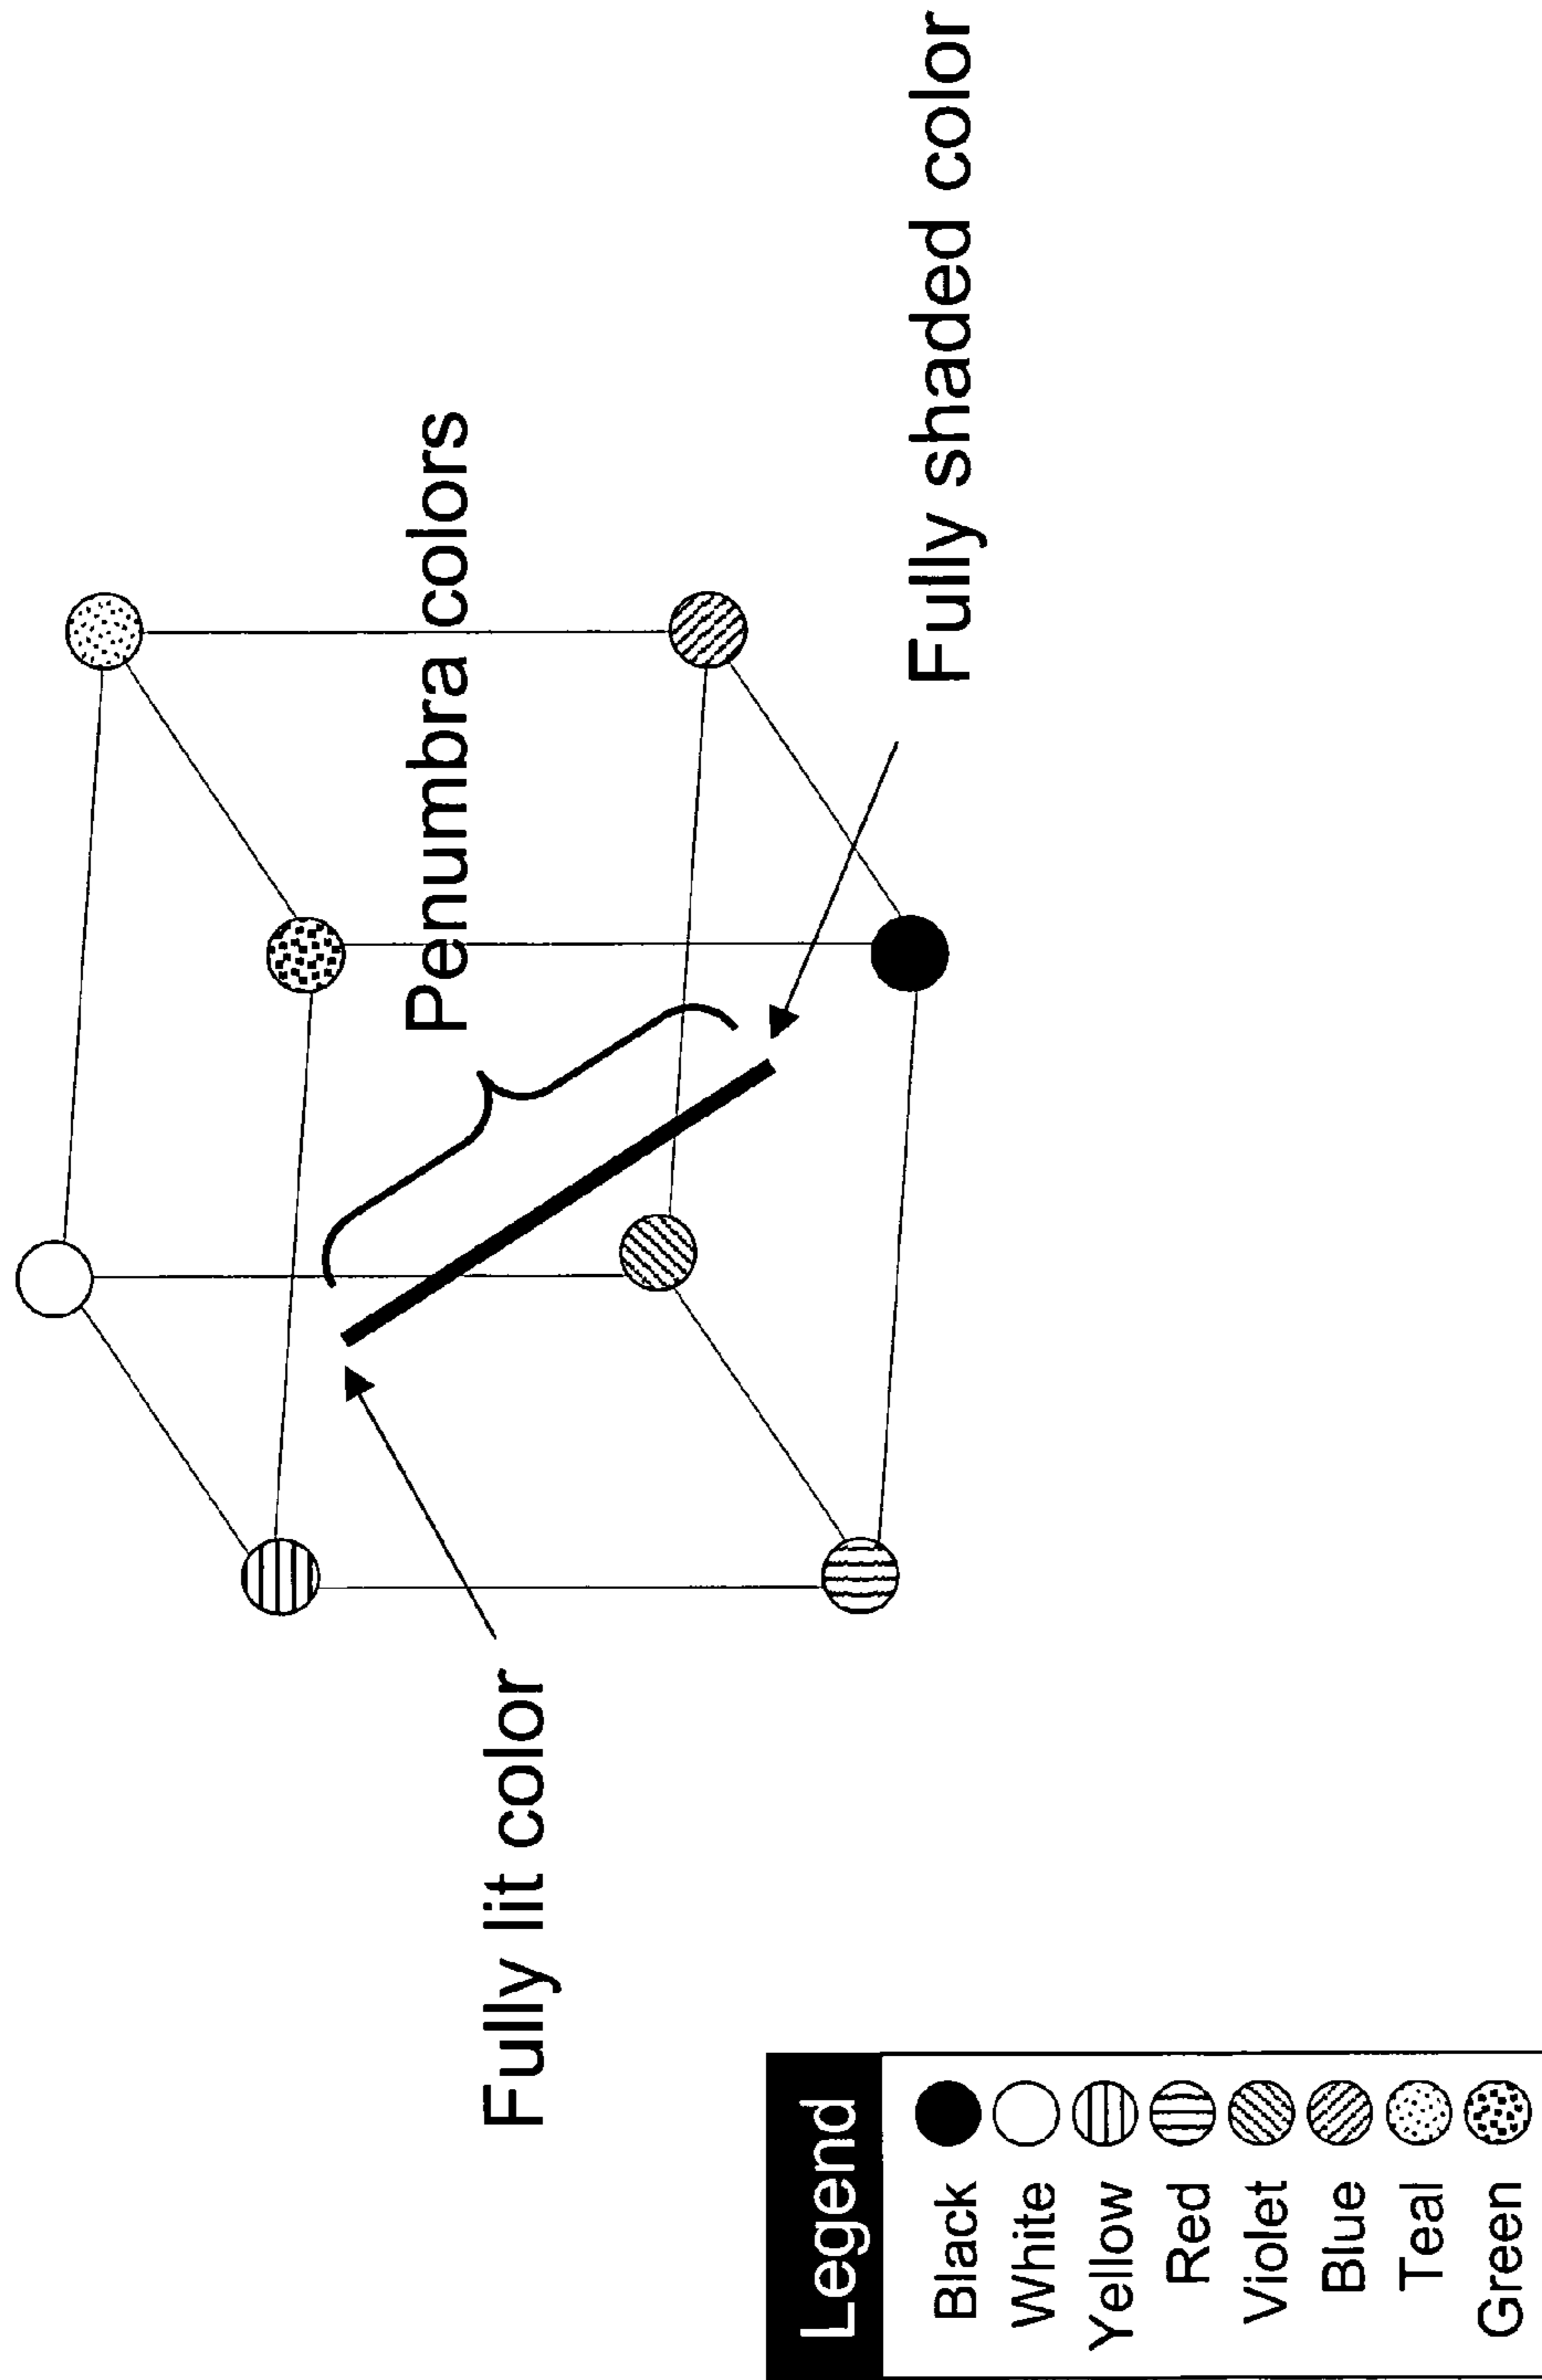 Fully lit color
Penumbra colors
Fully shaded color
Legend
Black
White
Yellow
Red
Violet
Blue
Teal
Green